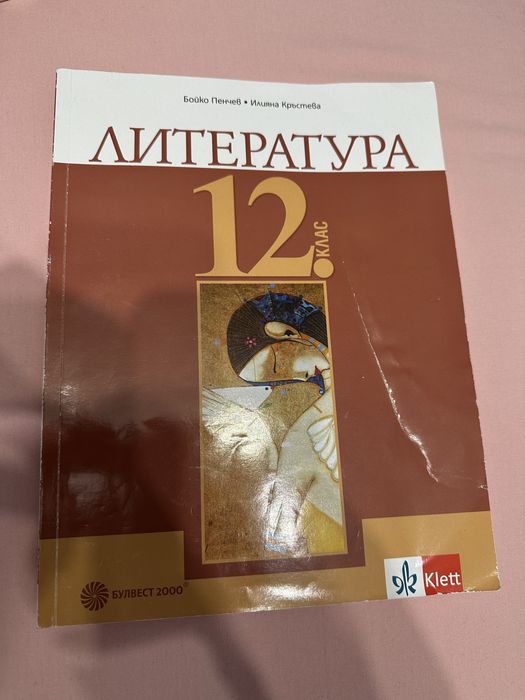 Бойко Пенчев • Илияна Кръстева
ЛИТЕРАТУРА
12.
КЛАС
БУЛВЕСТ 2000®
Klett